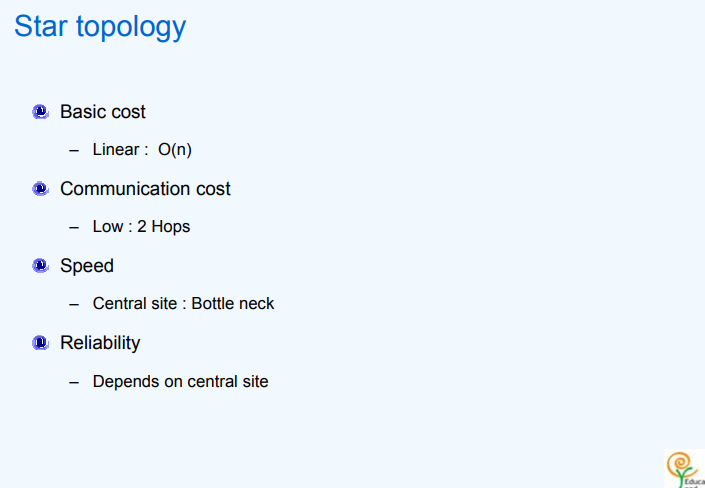 Star topology
Basic cost
– Linear : O(n)
Communication cost
– Low : 2 Hops
Speed
– Central site : Bottle neck
Reliability
– Depends on central site
Educa